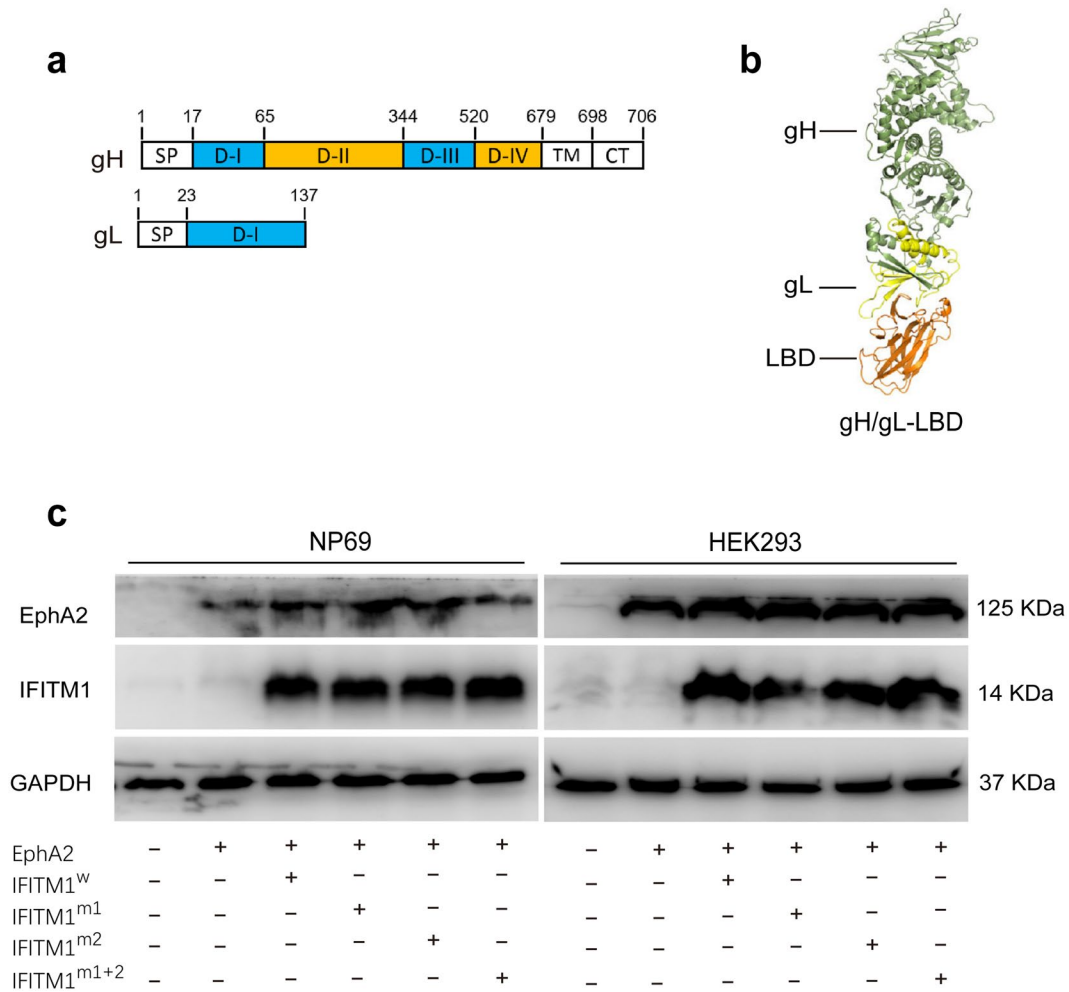 a
1 17 65 344 520 679 698 706
gH SP D-I D-II D-III D-IV TM CT
1 23 137
gL SP D-I
b
gH
gL
LBD
gH/gL-LBD
c
NP69 HEK293
EphA2 125 KDa
IFITM1 14 KDa
GAPDH 37 KDa
EphA2 − + + + + + − + + + + +
IFITM1w − − + − − − − − + − − −
IFITM1m1 − − − + − − − − − + − −
IFITM1m2 − − − − + − − − − − + −
IFITM1m1+2 − − − − − + − − − − − +